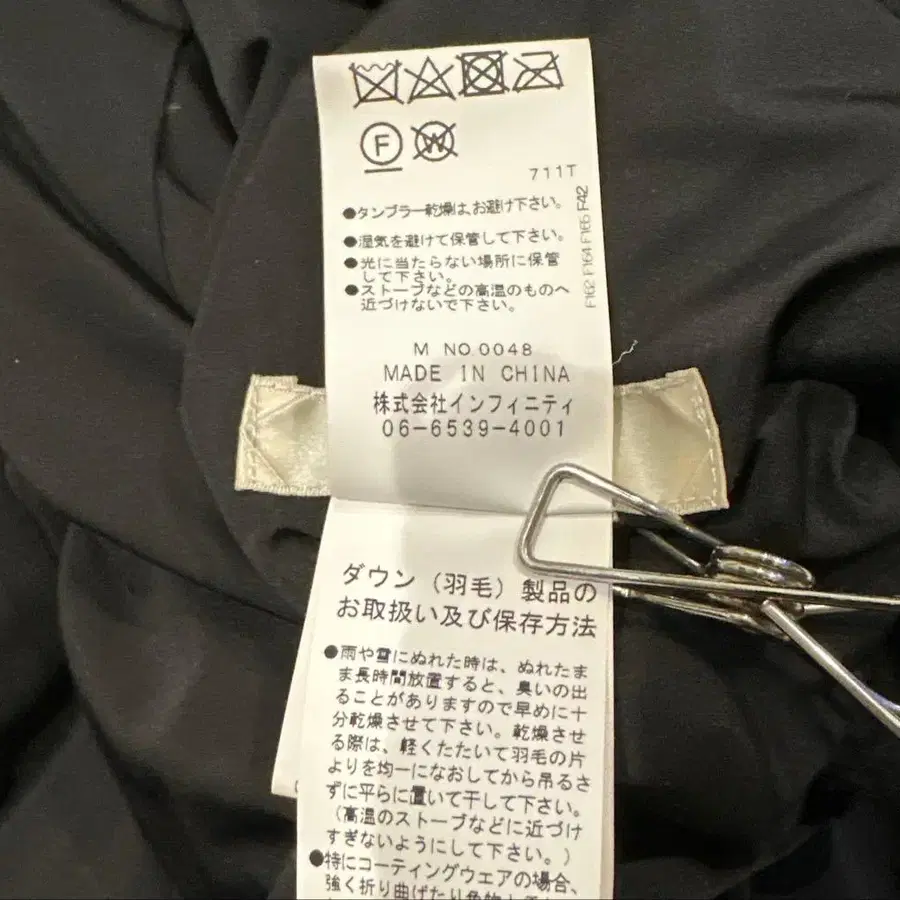 F
W
711T
●タンブラー乾燥は、お避け下さい。
●湿気を避けて保管して下さい。
●光に当たらない場所に保管
して下さい。
●ストーブなどの高温のものへ
近づけないで下さい。
F162 F164 F165 F42
M NO.0048
MADE IN CHINA
株式会社インフィニティ
06-6539-4001
ダウン（羽毛）製品の
お取扱い及び保存方法
●雨や雪にぬれた時は、ぬれたま
ま長時間放置すると、臭いの出
ることがありますので早めに十
分乾燥させて下さい。乾燥させ
る際は、軽くたたいて羽毛の片
よりを均一になおしてから吊るさ
ずに平らに置いて干して下さい。
（高温のストーブなどに近づけ
すぎないようにして下さい。）
●特にコーティングウェアの場合、
強く折り曲げたり